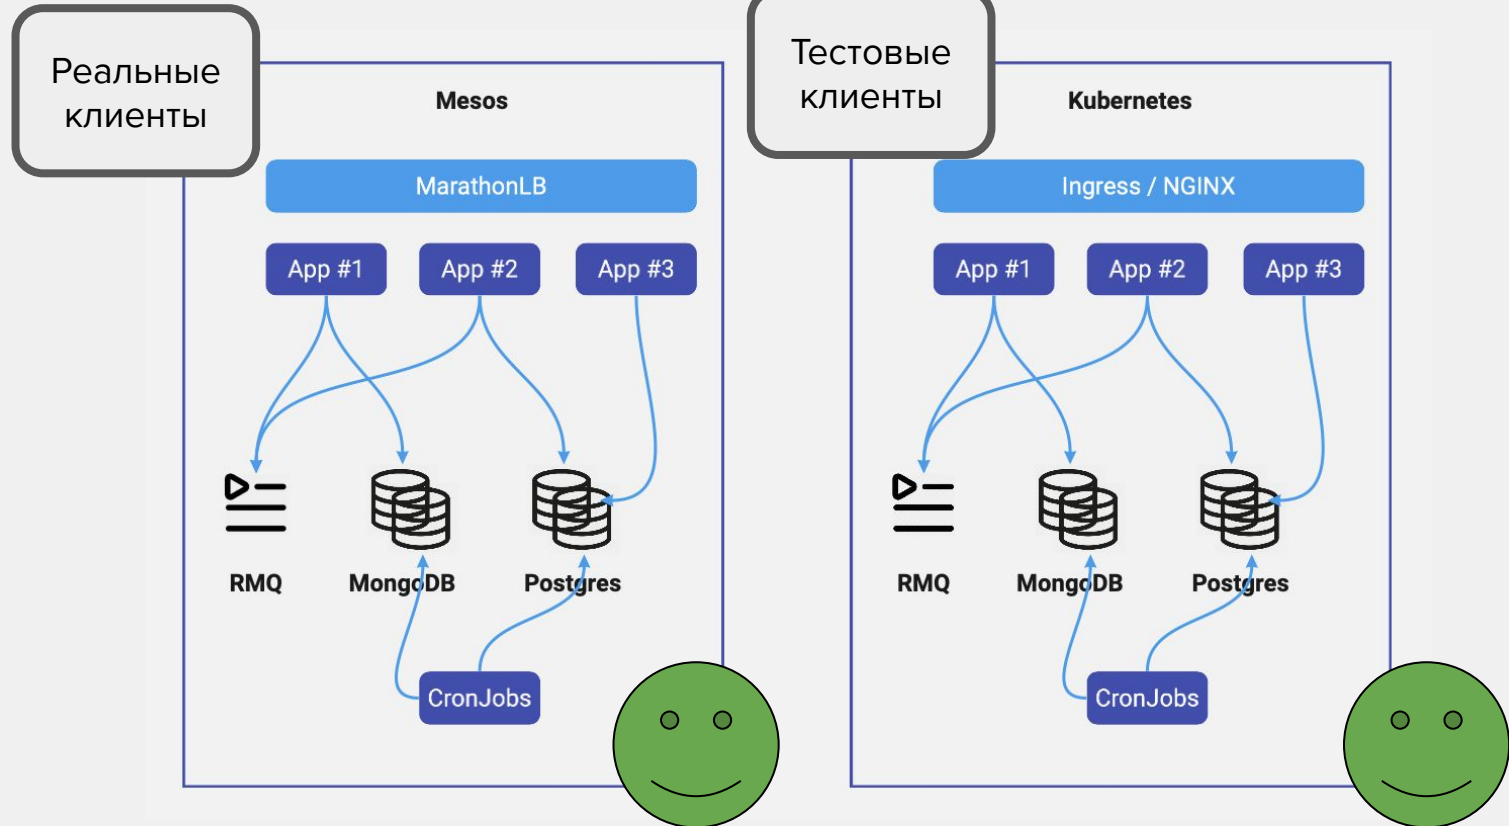 Реальные
клиенты
Mesos
MarathonLB
App #1
App #2
App #3
RMQ
MongoDB
Postgres
CronJobs
Тестовые
клиенты
Kubernetes
Ingress / NGINX
App #1
App #2
App #3
RMQ
MongoDB
Postgres
CronJobs